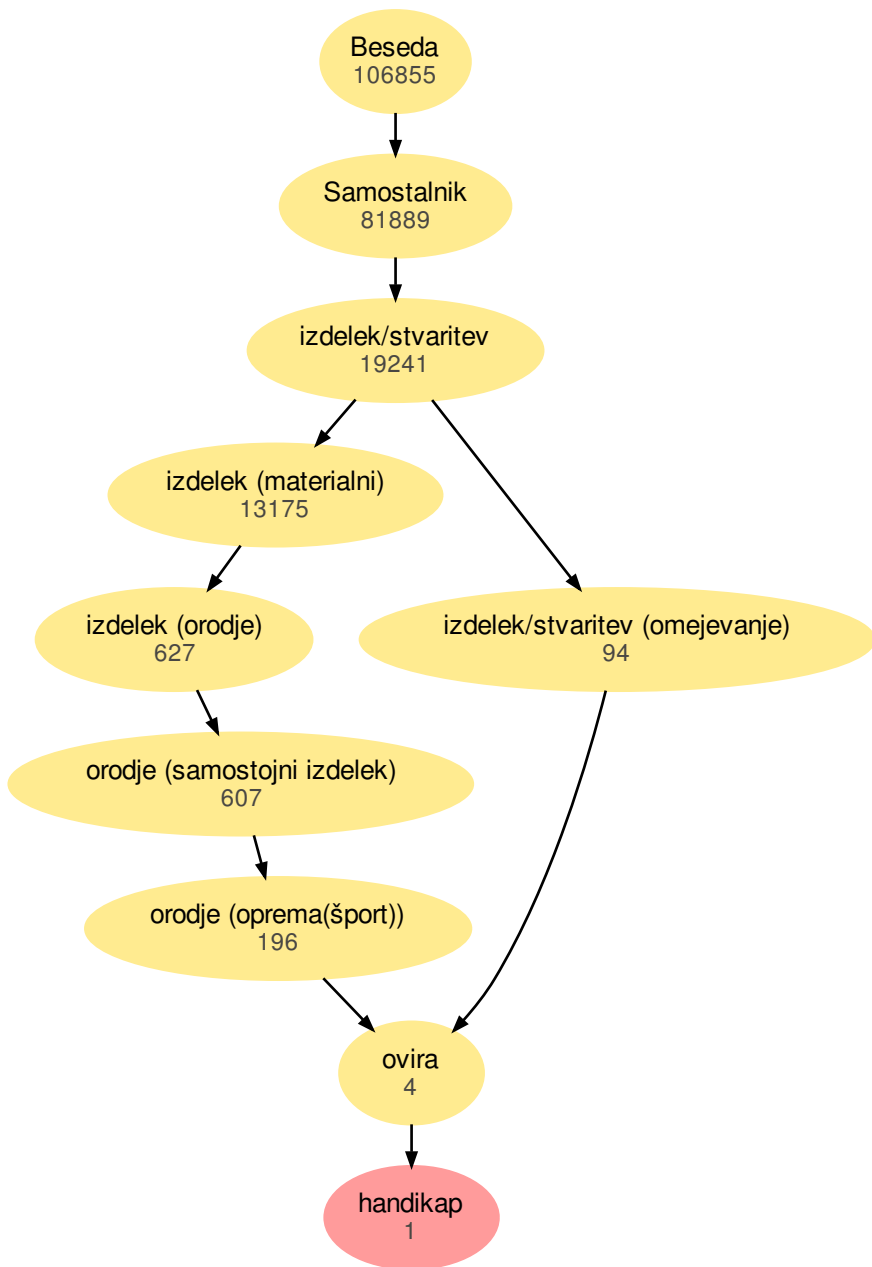 Beseda
106855
Samostalnik
81889
izdelek/stvaritev
19241
izdelek (materialni)
13175
izdelek (orodje)
627
izdelek/stvaritev (omejevanje)
94
orodje (samostojni izdelek)
607
orodje (oprema(šport))
196
ovira
4
handikap
1